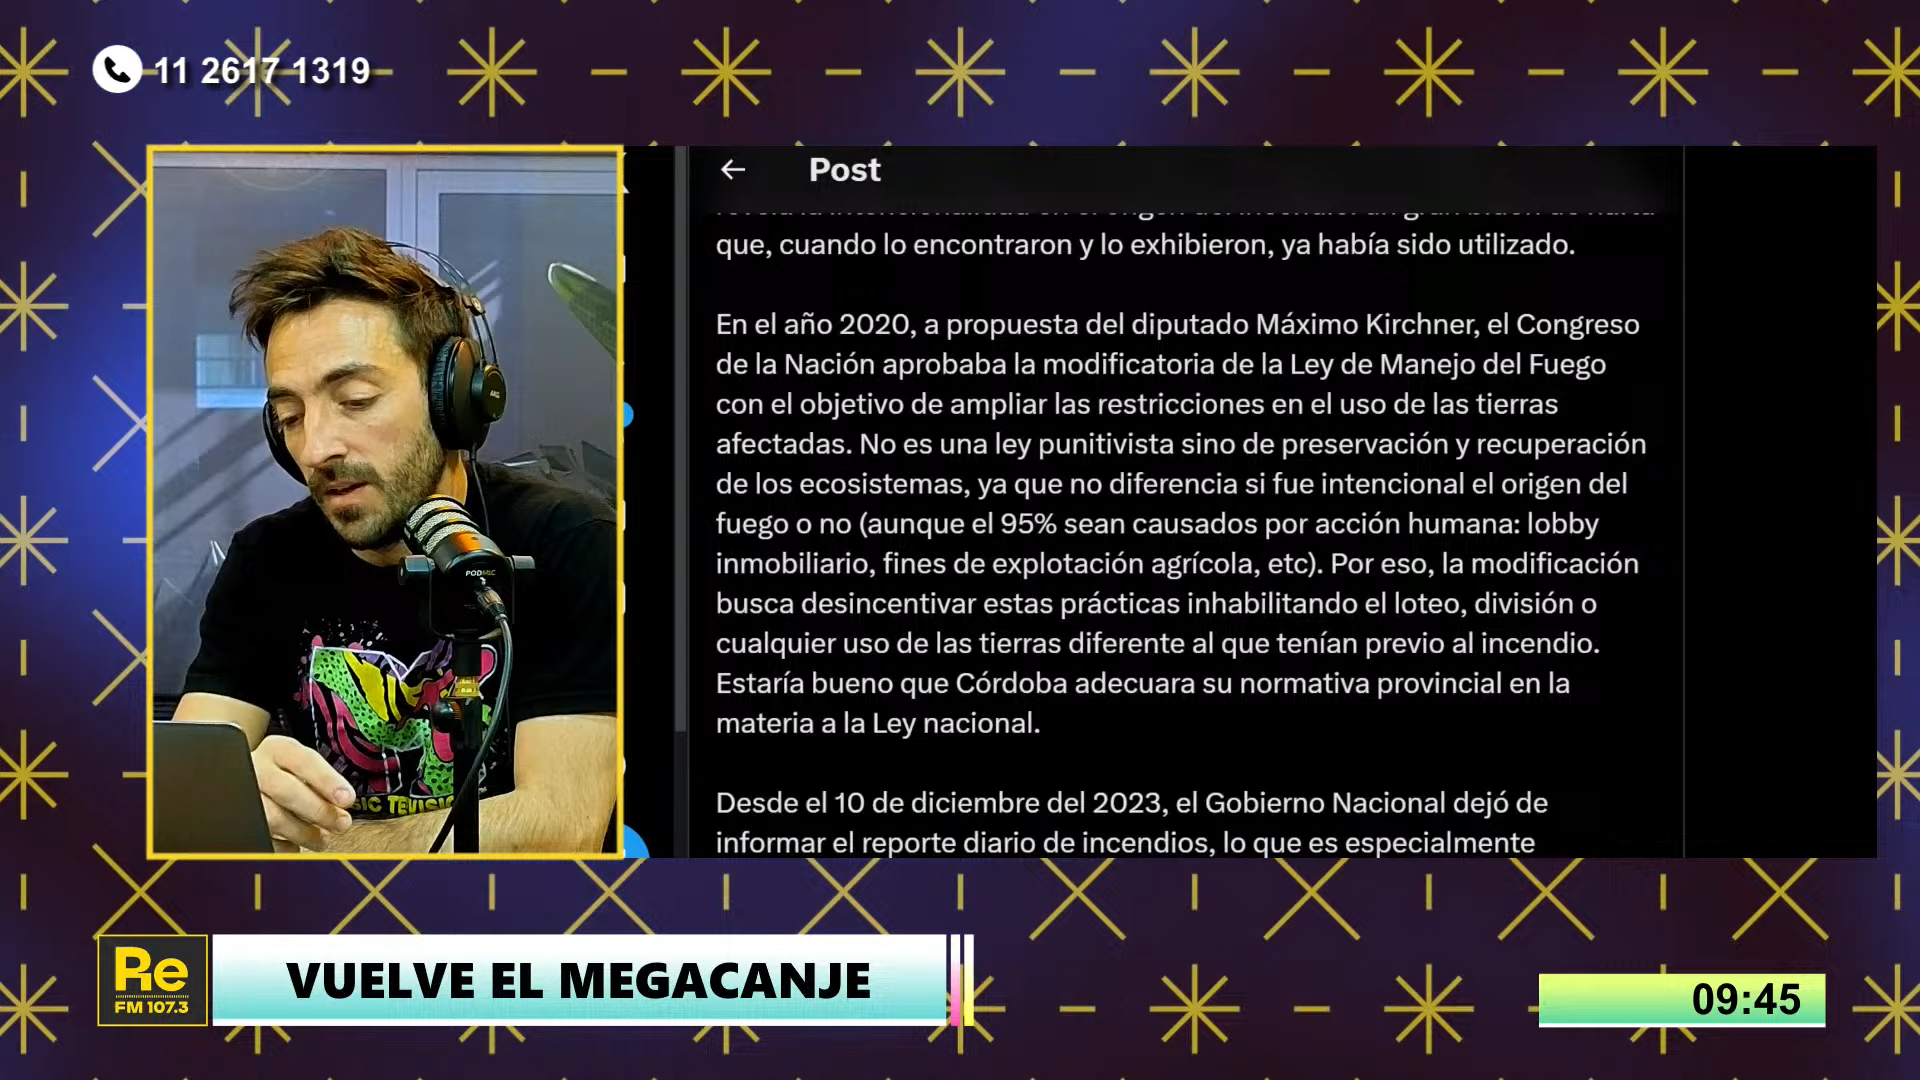 11 2617 1319
Post
que, cuando lo encontraron y lo exhibieron, ya había sido utilizado.
En el año 2020, a propuesta del diputado Máximo Kirchner, el Congreso
de la Nación aprobaba la modificatoria de la Ley de Manejo del Fuego
con el objetivo de ampliar las restricciones en el uso de las tierras
afectadas. No es una ley punitivista sino de preservación y recuperación
de los ecosistemas, ya que no diferencia si fue intencional el origen del
fuego o no (aunque el 95% sean causados por acción humana: lobby
inmobiliario, fines de explotación agrícola, etc). Por eso, la modificación
busca desincentivar estas prácticas inhabilitando el loteo, división o
cualquier uso de las tierras diferente al que tenían previo al incendio.
Estaría bueno que Córdoba adecuara su normativa provincial en la
materia a la Ley nacional.
Desde el 10 de diciembre del 2023, el Gobierno Nacional dejó de
informar el reporte diario de incendios, lo que es especialmente
PODMIC
Re
FM 107.3
VUELVE EL MEGACANJE
09:45